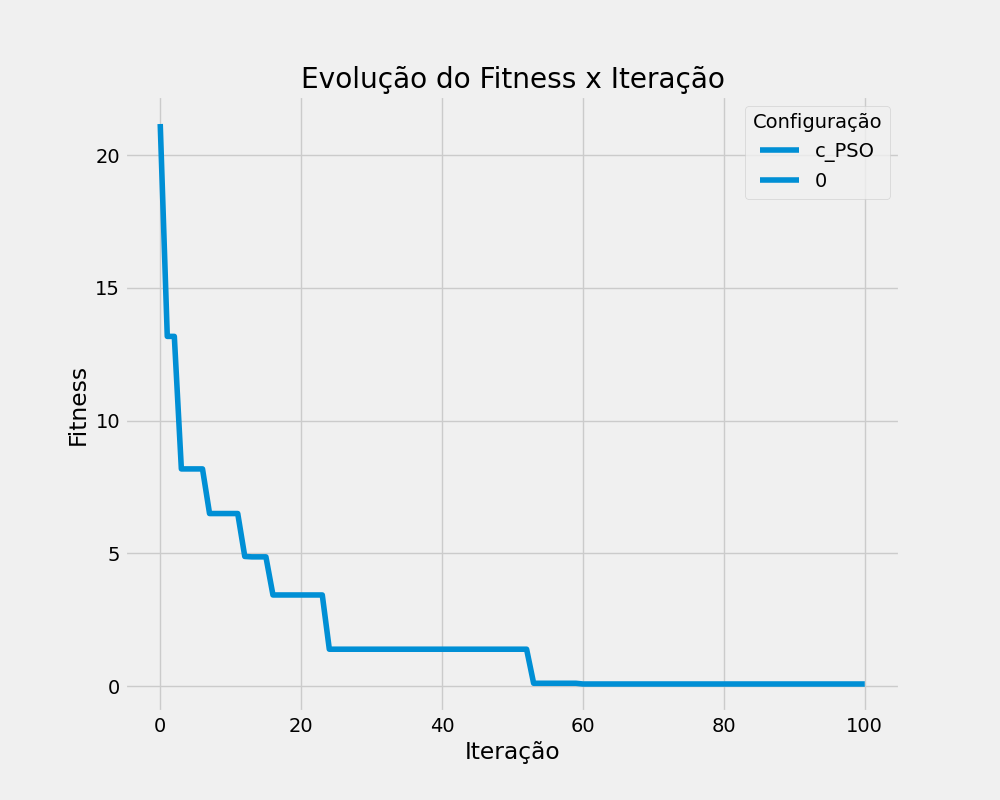 Evolução do Fitness x Iteração
Configuração
c_PSO
0
Fitness
20
15
10
5
0
0 20 40 60 80 100
Iteração